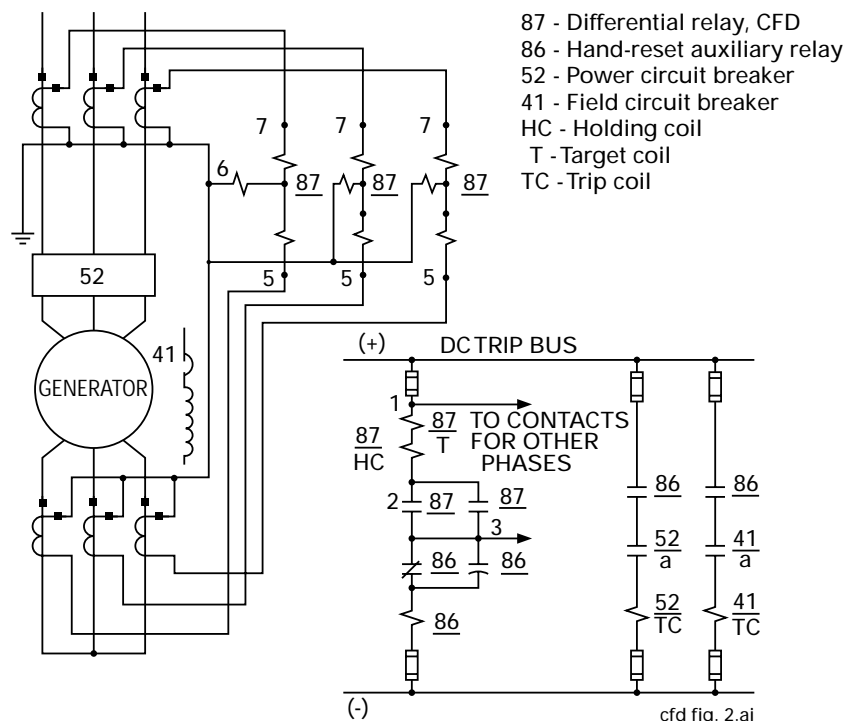 87 - Differential relay, CFD
86 - Hand-reset auxiliary relay
52 - Power circuit breaker
41 - Field circuit breaker
HC - Holding coil
T - Target coil
TC - Trip coil
7
7
7
6
87
87
87
5
5
5
52
41
GENERATOR
(+)
DC TRIP BUS
1
87
T
TO CONTACTS
FOR OTHER
PHASES
87
HC
2
87
87
3
86
86
86
86
52
a
52
TC
86
41
a
41
TC
(-)
cfd fig. 2.ai